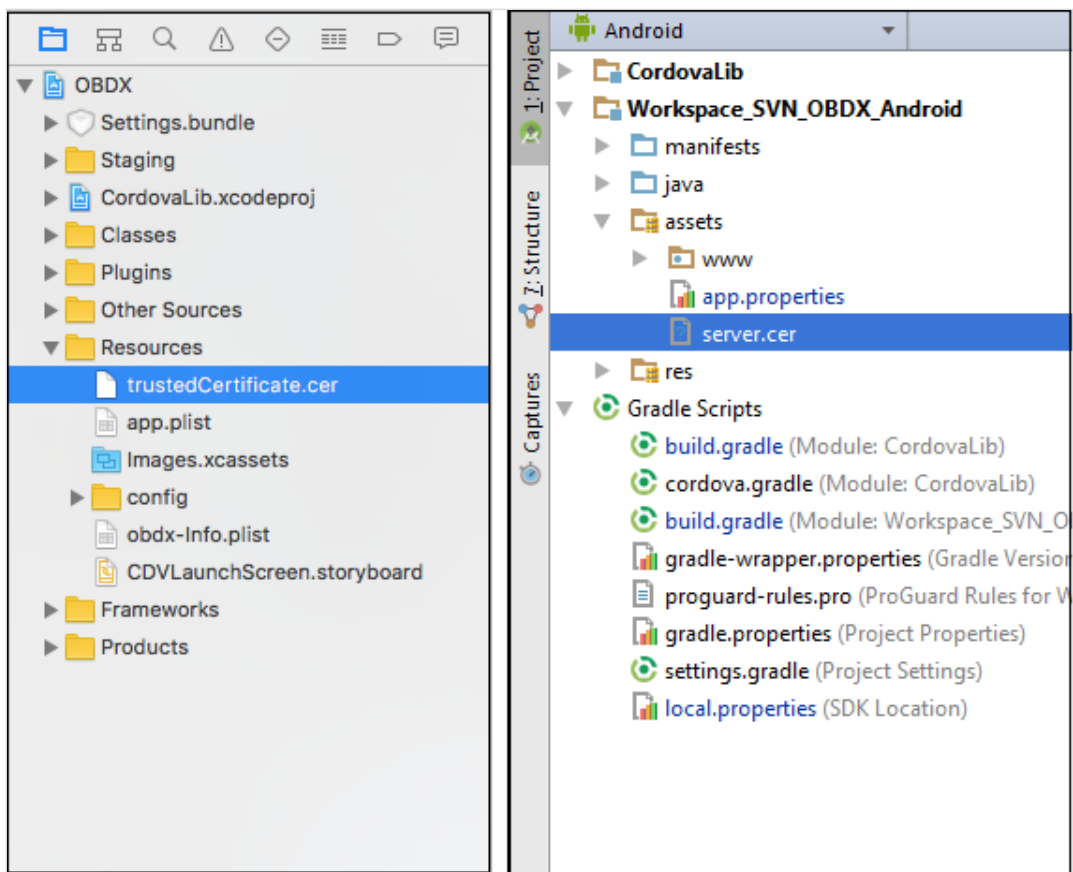 OBDX
Settings.bundle
Staging
CordovaLib.xcodeproj
Classes
Plugins
Other Sources
Resources
trustedCertificate.cer
app.plist
Images.xcassets
config
obdx-Info.plist
CDVLaunchScreen.storyboard
Frameworks
Products
1: Project
Z: Structure
Captures
Android
CordovaLib
Workspace_SVN_OBDX_Android
manifests
java
assets
www
app.properties
server.cer
res
Gradle Scripts
build.gradle (Module: CordovaLib)
cordova.gradle (Module: CordovaLib)
build.gradle (Module: Workspace_SVN_O
gradle-wrapper.properties (Gradle Version
proguard-rules.pro (ProGuard Rules for W
gradle.properties (Project Properties)
settings.gradle (Project Settings)
local.properties (SDK Location)